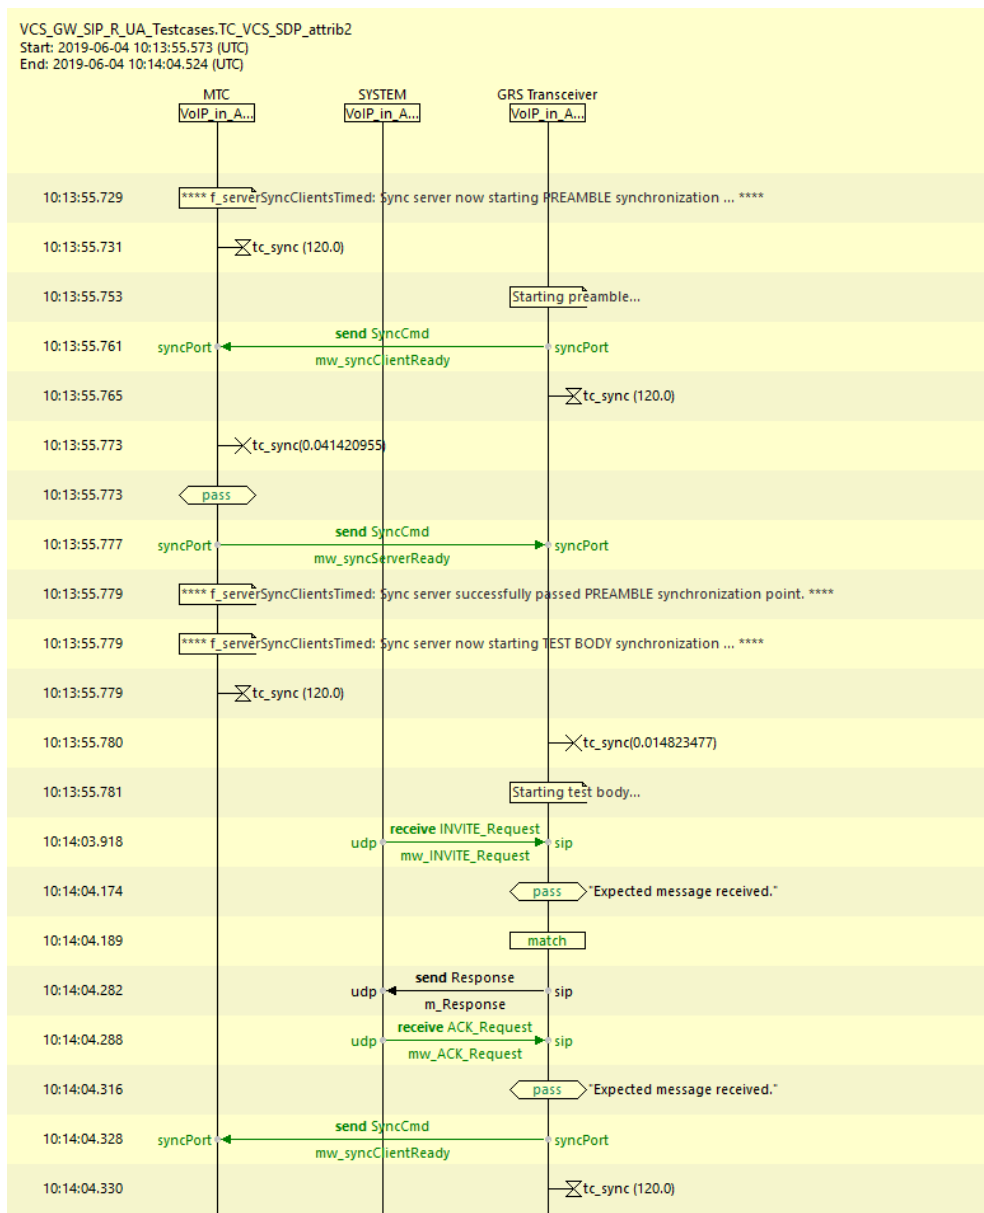 VCS_GW_SIP_R_UA_Testcases.TC_VCS_SDP_attrib2
Start: 2019-06-04 10:13:55.573 (UTC)
End: 2019-06-04 10:14:04.524 (UTC)
MTC SYSTEM GRS Transceiver
VoIP_in_A... VoIP_in_A... VoIP_in_A...
10:13:55.729 **** f_serverSyncClientsTimed: Sync server now starting PREAMBLE synchronization ... ****
10:13:55.731 tc_sync (120.0)
10:13:55.753 Starting preamble...
send SyncCmd
10:13:55.761 syncPort syncPort
mw_syncClientReady
10:13:55.765 tc_sync (120.0)
10:13:55.773 tc_sync(0.041420955)
10:13:55.773 pass
send SyncCmd
10:13:55.777 syncPort syncPort
mw_syncServerReady
10:13:55.779 **** f_serverSyncClientsTimed: Sync server successfully passed PREAMBLE synchronization point. ****
10:13:55.779 **** f_serverSyncClientsTimed: Sync server now starting TEST BODY synchronization ... ****
10:13:55.779 tc_sync (120.0)
10:13:55.780 tc_sync(0.014823477)
10:13:55.781 Starting test body...
receive INVITE_Request
10:14:03.918 udp sip
mw_INVITE_Request
10:14:04.174 pass "Expected message received."
10:14:04.189 match
send Response
10:14:04.282 udp sip
m_Response
receive ACK_Request
10:14:04.288 udp sip
mw_ACK_Request
10:14:04.316 pass "Expected message received."
send SyncCmd
10:14:04.328 syncPort syncPort
mw_syncClientReady
10:14:04.330 tc_sync (120.0)